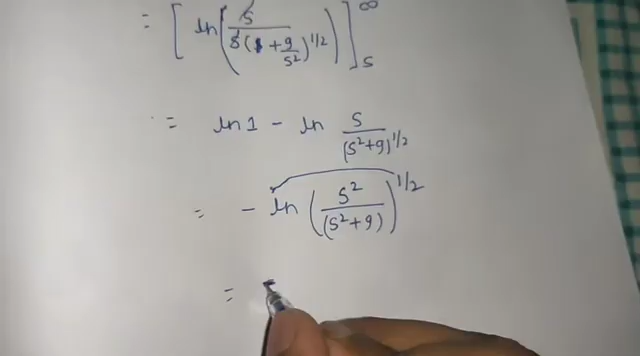 = [ ln( s / s(1 + 9/s²)^1/2 ) ]_s^∞
= ln 1 - ln s / (s²+9)^1/2
= - ln ( s² / (s²+9) )^1/2
=